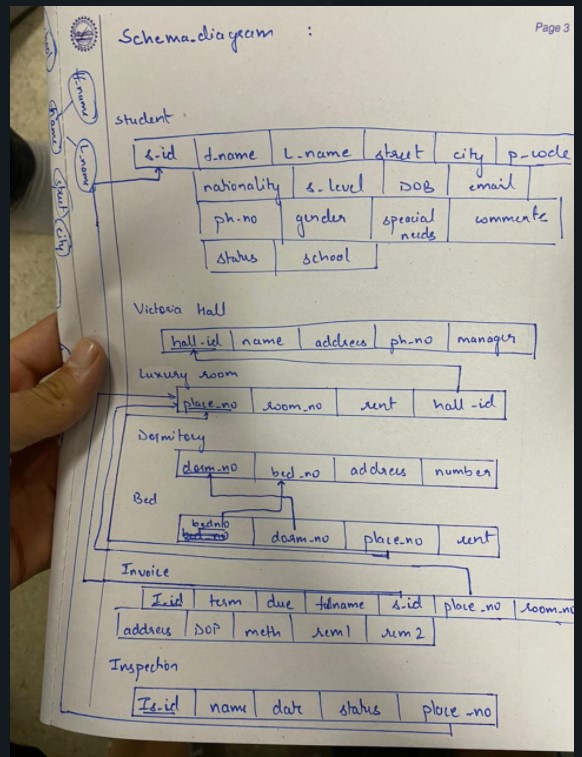 Page 3
Schema diagram :
f-name
L-name
street city
student
s-id f-name L-name street city p-code
nationality s-level DOB email
ph-no gender special needs comments
status school
Victoria Hall
hall-id name address ph-no manager
Luxury room
place-no room-no rent hall-id
Dormitory
dorm-no bed-no address number
Bed
bedno dorm-no place-no rent
Invoice
I-id term due fulname s-id place-no room-no
address DOP meth rem1 rem2
Inspection
Is-id name date status place-no